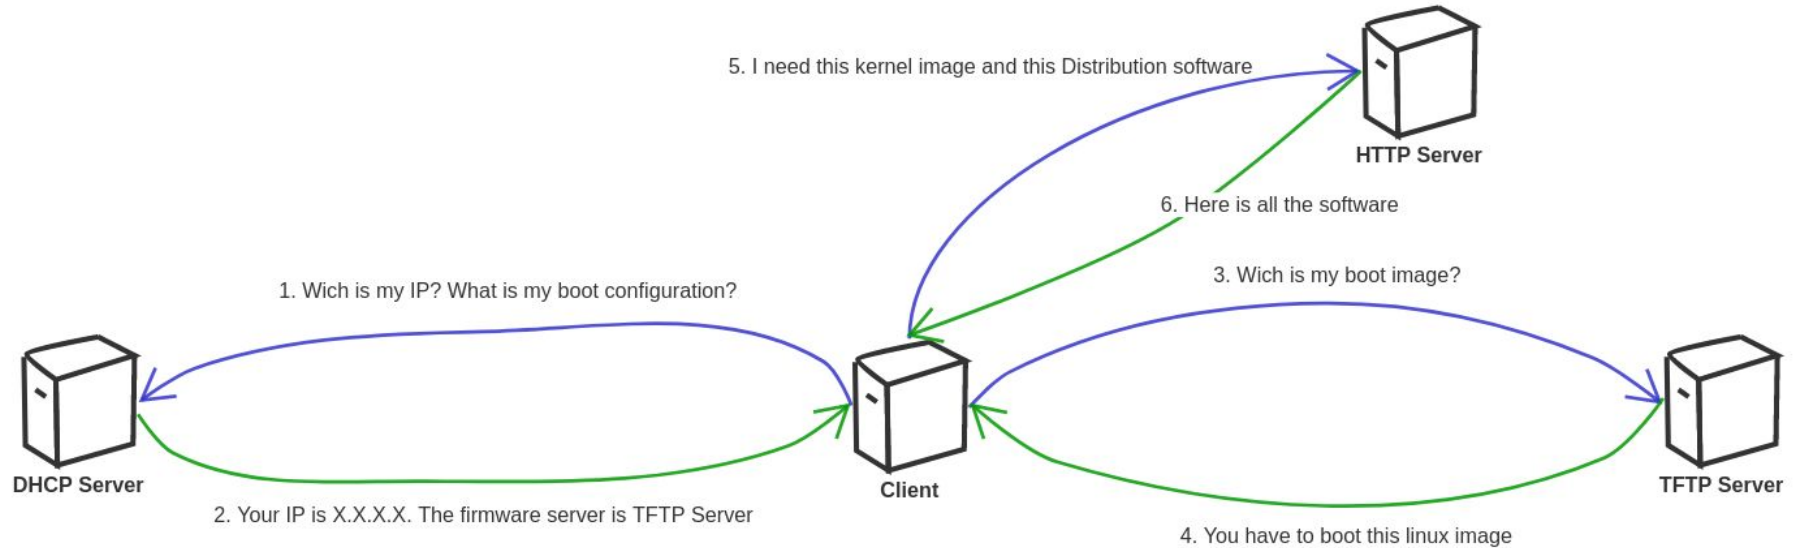 5. I need this kernel image and this Distribution software
HTTP Server
6. Here is all the software
3. Wich is my boot image?
1. Wich is my IP? What is my boot configuration?
DHCP Server
Client
TFTP Server
2. Your IP is X.X.X.X. The firmware server is TFTP Server
4. You have to boot this linux image